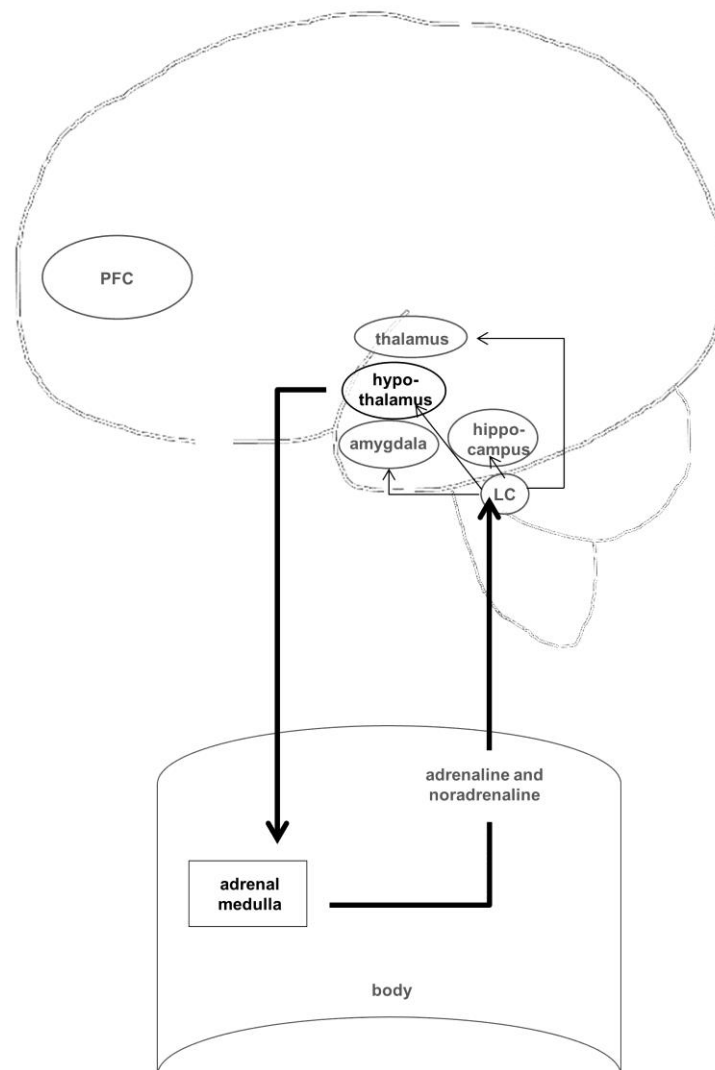 PFC
thalamus
hypo-
thalamus
amygdala
hippo-
campus
LC
adrenaline and
noradrenaline
adrenal
medulla
body